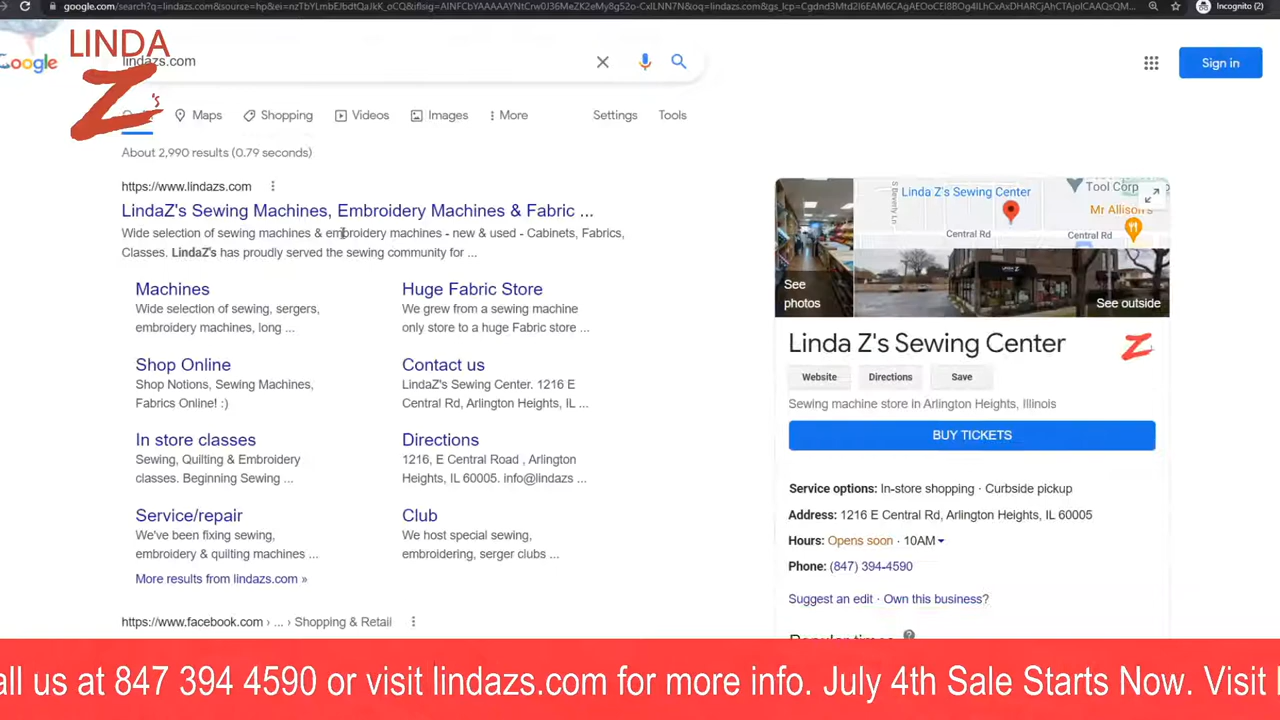 google.com/search?q=lindazs.com&source=hp&ei=
Incognito (2)
LINDA
Z's
Google
lindazs.com
Sign in
Maps
Shopping
Videos
Images
More
Settings
Tools
About 2,990 results (0.79 seconds)
https://www.lindazs.com
LindaZ's Sewing Machines, Embroidery Machines & Fabric ...
Wide selection of sewing machines & embroidery machines - new & used - Cabinets, Fabrics,
Classes. LindaZ's has proudly served the sewing community for ...
Machines
Wide selection of sewing, sergers,
embroidery machines, long ...
Huge Fabric Store
We grew from a sewing machine
only store to a huge Fabric store ...
Shop Online
Shop Notions, Sewing Machines,
Fabrics Online! :)
Contact us
LindaZ's Sewing Center. 1216 E
Central Rd, Arlington Heights, IL ...
In store classes
Sewing, Quilting & Embroidery
classes. Beginning Sewing ...
Directions
1216, E Central Road , Arlington
Heights, IL 60005. info@lindazs ...
Service/repair
We've been fixing sewing,
embroidery & quilting machines ...
Club
We host special sewing,
embroidering, serger clubs ...
More results from lindazs.com »
https://www.facebook.com › ... › Shopping & Retail
S Beverly Ln
Linda Z's Sewing Center
Tool Corp
Mr Allison's
Central Rd
Central Rd
See
photos
LINDA Z
See outside
Linda Z's Sewing Center
Z
Website
Directions
Save
Sewing machine store in Arlington Heights, Illinois
BUY TICKETS
Service options: In-store shopping · Curbside pickup
Address: 1216 E Central Rd, Arlington Heights, IL 60005
Hours: Opens soon · 10AM
Phone: (847) 394-4590
Suggest an edit · Own this business?
Popular times
all us at 847 394 4590 or visit lindazs.com for more info. July 4th Sale Starts Now. Visit